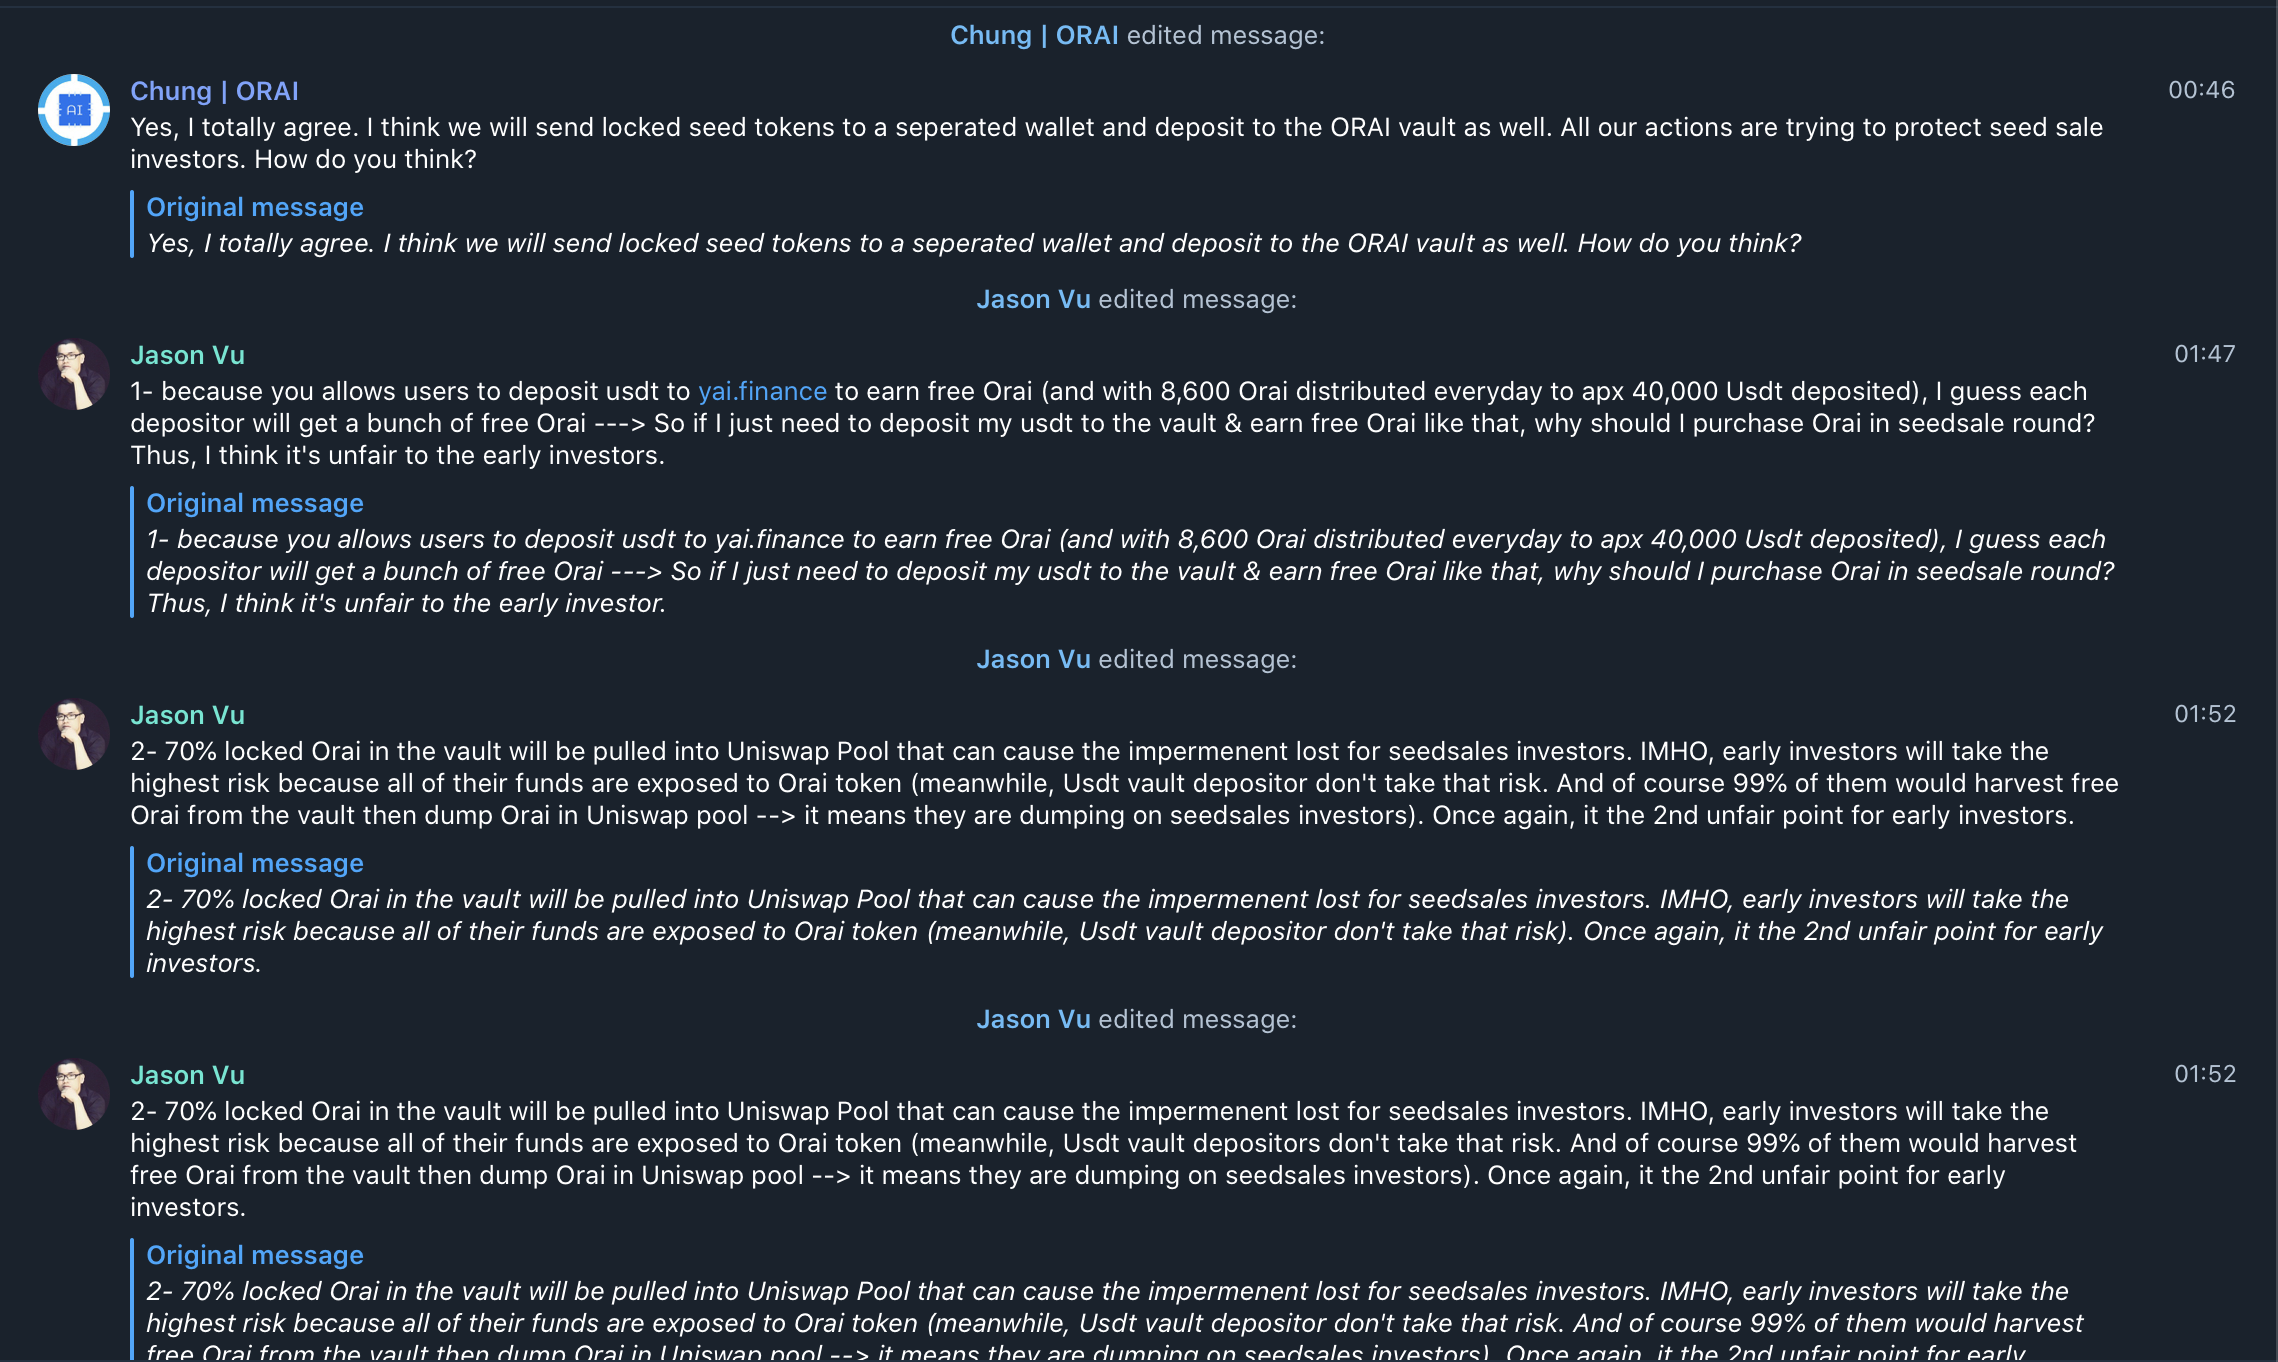 Chung | ORAI edited message:
AI
Chung | ORAI
00:46
Yes, I totally agree. I think we will send locked seed tokens to a seperated wallet and deposit to the ORAI vault as well. All our actions are trying to protect seed sale
investors. How do you think?
Original message
Yes, I totally agree. I think we will send locked seed tokens to a seperated wallet and deposit to the ORAI vault as well. How do you think?
Jason Vu edited message:
Jason Vu
01:47
1- because you allows users to deposit usdt to yai.finance to earn free Orai (and with 8,600 Orai distributed everyday to apx 40,000 Usdt deposited), I guess each
depositor will get a bunch of free Orai ---> So if I just need to deposit my usdt to the vault & earn free Orai like that, why should I purchase Orai in seedsale round?
Thus, I think it's unfair to the early investors.
Original message
1- because you allows users to deposit usdt to yai.finance to earn free Orai (and with 8,600 Orai distributed everyday to apx 40,000 Usdt deposited), I guess each
depositor will get a bunch of free Orai ---> So if I just need to deposit my usdt to the vault & earn free Orai like that, why should I purchase Orai in seedsale round?
Thus, I think it's unfair to the early investor.
Jason Vu edited message:
Jason Vu
01:52
2- 70% locked Orai in the vault will be pulled into Uniswap Pool that can cause the impermenent lost for seedsales investors. IMHO, early investors will take the
highest risk because all of their funds are exposed to Orai token (meanwhile, Usdt vault depositor don't take that risk. And of course 99% of them would harvest free
Orai from the vault then dump Orai in Uniswap pool --> it means they are dumping on seedsales investors). Once again, it the 2nd unfair point for early investors.
Original message
2- 70% locked Orai in the vault will be pulled into Uniswap Pool that can cause the impermenent lost for seedsales investors. IMHO, early investors will take the
highest risk because all of their funds are exposed to Orai token (meanwhile, Usdt vault depositor don't take that risk). Once again, it the 2nd unfair point for early
investors.
Jason Vu edited message:
Jason Vu
01:52
2- 70% locked Orai in the vault will be pulled into Uniswap Pool that can cause the impermenent lost for seedsales investors. IMHO, early investors will take the
highest risk because all of their funds are exposed to Orai token (meanwhile, Usdt vault depositors don't take that risk. And of course 99% of them would harvest
free Orai from the vault then dump Orai in Uniswap pool --> it means they are dumping on seedsales investors). Once again, it the 2nd unfair point for early
investors.
Original message
2- 70% locked Orai in the vault will be pulled into Uniswap Pool that can cause the impermenent lost for seedsales investors. IMHO, early investors will take the
highest risk because all of their funds are exposed to Orai token (meanwhile, Usdt vault depositor don't take that risk. And of course 99% of them would harvest
free Orai from the vault then dump Orai in Uniswap pool --> it means they are dumping on seedsales investors). Once again, it the 2nd unfair point for early